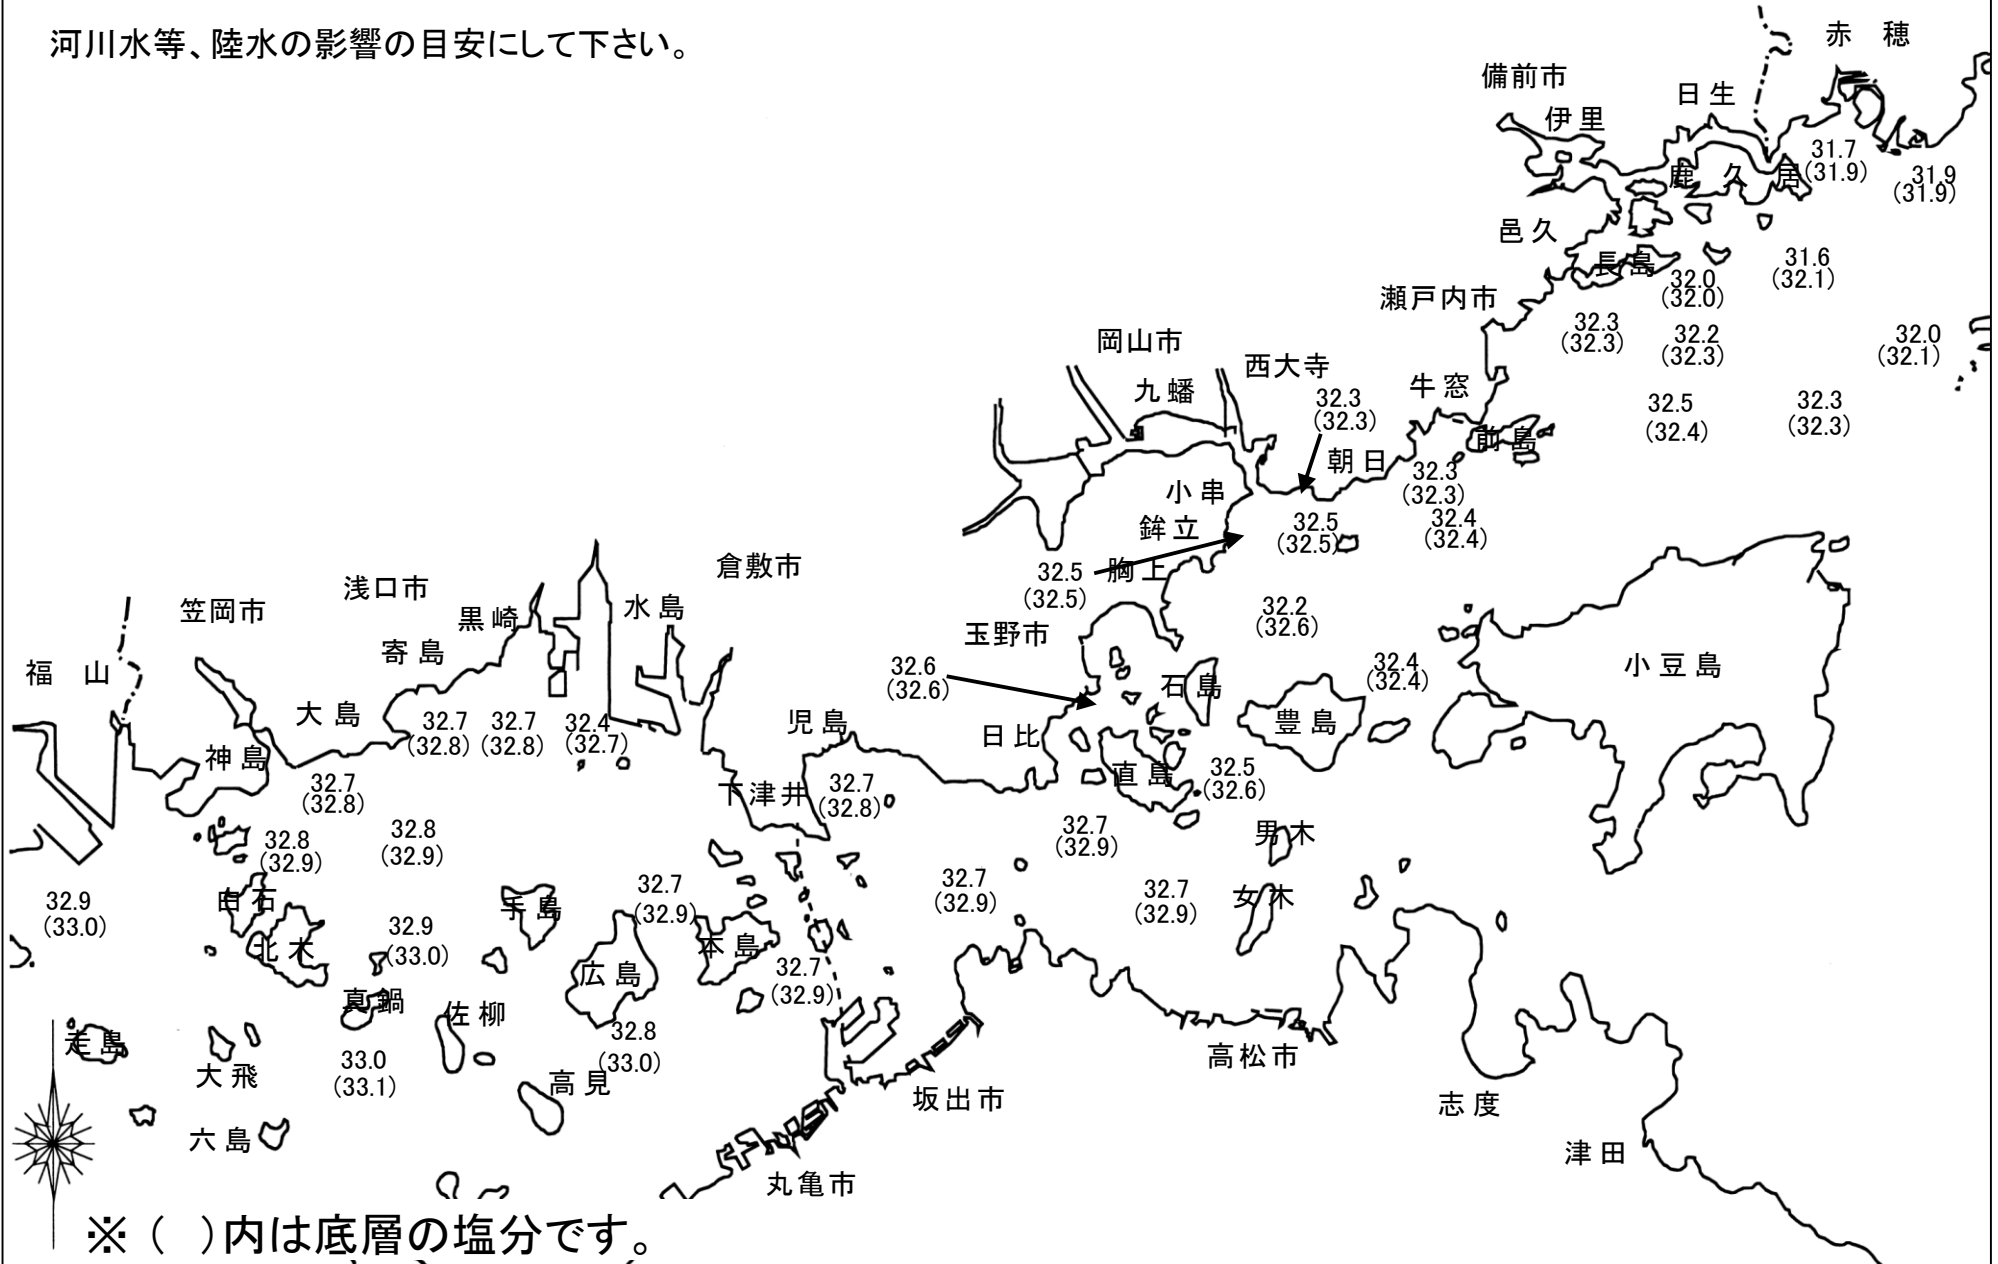 河川水等、陸水の影響の目安にして下さい。
赤 穂
備前市
日生
伊里
31.7
(31.9)
鹿 久 居
31.9
(31.9)
邑久
長島
31.6
(32.1)
32.0
(32.0)
瀬戸内市
32.3
(32.3)
32.2
(32.3)
32.0
(32.1)
岡山市
西大寺
九蟠
牛窓
32.3
(32.3)
32.5
(32.4)
32.3
(32.3)
前島
朝日
32.3
(32.3)
小串
鉾立
32.5
(32.5)
32.4
(32.4)
胸上
32.5
(32.5)
倉敷市
浅口市
笠岡市
黒崎
水島
32.2
(32.6)
玉野市
寄島
福 山
32.6
(32.6)
石島
32.4
(32.4)
小豆島
大島
32.7
(32.8)
32.7
(32.8)
32.4
(32.7)
児島
日比
豊島
神島
32.7
(32.8)
下津井
32.7
(32.8)
直島
32.5
(32.6)
32.8
(32.9)
32.8
(32.9)
32.7
(32.9)
男木
32.9
(33.0)
白石
手島
32.7
(32.9)
32.7
(32.9)
32.7
(32.9)
女木
32.9
(33.0)
北木
本島
広島
32.7
(32.9)
真鍋
佐柳
32.8
(33.0)
走島
大飛
33.0
(33.1)
高見
高松市
坂出市
志度
六島
津田
丸亀市
※（ ）内は底層の塩分です。